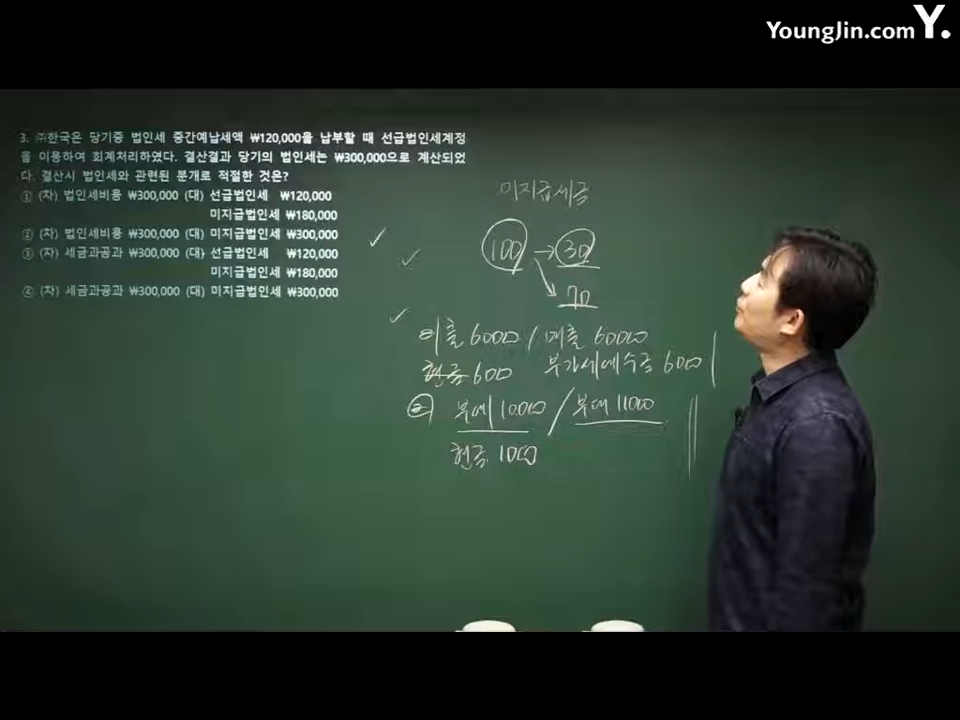 YoungJin.com Y.
3. ㈜한국은 당기중 법인세 중간예납세액 ₩120,000을 납부할 때 선급법인세계정
을 이용하여 회계처리하였다. 결산결과 당기의 법인세는 ₩300,000으로 계산되었
다. 결산시 법인세와 관련된 분개로 적절한 것은?
① (차) 법인세비용 ₩300,000 (대) 선급법인세 ₩120,000
미지급법인세 ₩180,000
② (차) 법인세비용 ₩300,000 (대) 미지급법인세 ₩300,000
③ (차) 세금과공과 ₩300,000 (대) 선급법인세 ₩120,000
미지급법인세 ₩180,000
④ (차) 세금과공과 ₩300,000 (대) 미지급법인세 ₩300,000
미지급세금
100 → 30
70
6000 / 매출 6000
현금 600 부가세예수금 600
1000 / 1100
현금 100